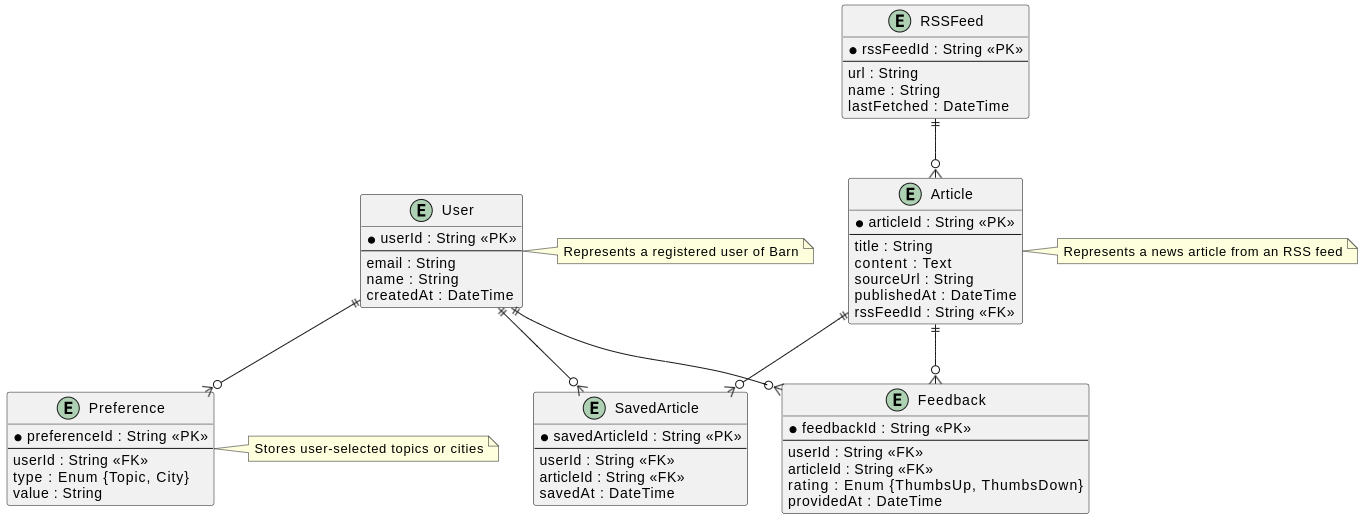 E RSSFeed
rssFeedId : String «PK»
url : String
name : String
lastFetched : DateTime
E User
userId : String «PK»
email : String
name : String
createdAt : DateTime
Represents a registered user of Barn
E Article
articleId : String «PK»
title : String
content : Text
sourceUrl : String
publishedAt : DateTime
rssFeedId : String «FK»
Represents a news article from an RSS feed
E Preference
preferenceId : String «PK»
userId : String «FK»
type : Enum {Topic, City}
value : String
Stores user-selected topics or cities
E SavedArticle
savedArticleId : String «PK»
userId : String «FK»
articleId : String «FK»
savedAt : DateTime
E Feedback
feedbackId : String «PK»
userId : String «FK»
articleId : String «FK»
rating : Enum {ThumbsUp, ThumbsDown}
providedAt : DateTime